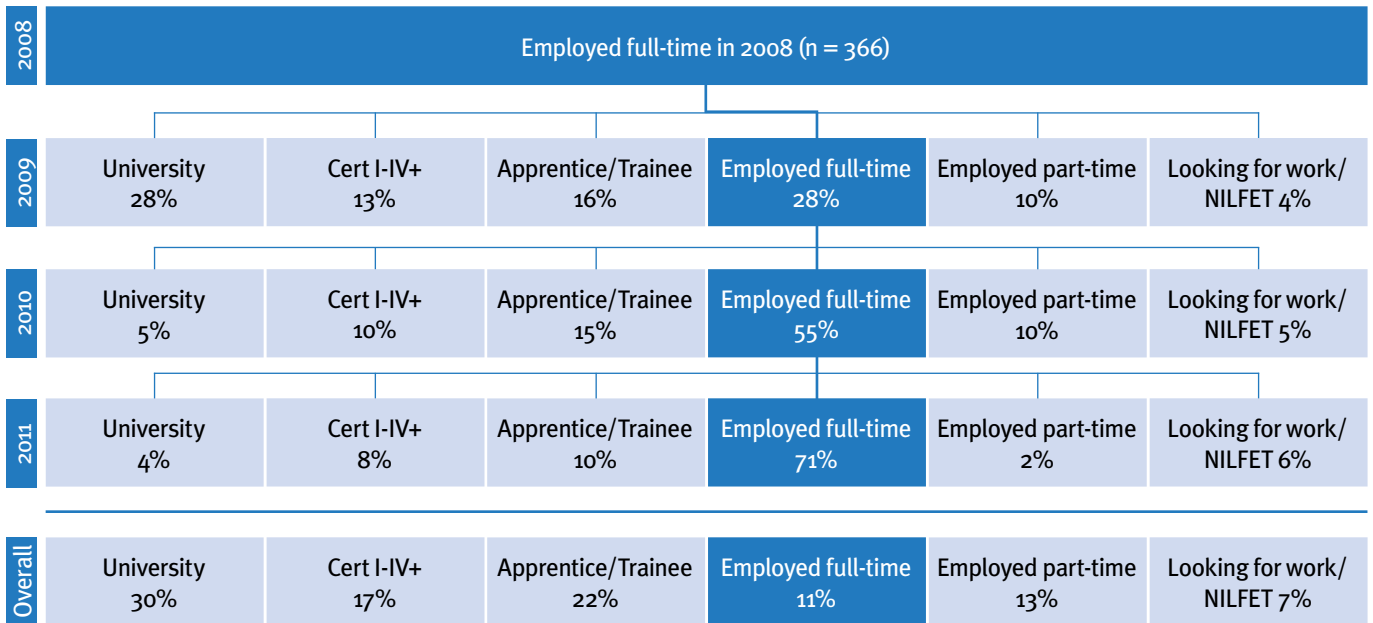 2008
Employed full-time in 2008 (n = 366)
2009
University
28%
Cert I-IV+
13%
Apprentice/Trainee
16%
Employed full-time
28%
Employed part-time
10%
Looking for work/
NILFET 4%
2010
University
5%
Cert I-IV+
10%
Apprentice/Trainee
15%
Employed full-time
55%
Employed part-time
10%
Looking for work/
NILFET 5%
2011
University
4%
Cert I-IV+
8%
Apprentice/Trainee
10%
Employed full-time
71%
Employed part-time
2%
Looking for work/
NILFET 6%
Overall
University
30%
Cert I-IV+
17%
Apprentice/Trainee
22%
Employed full-time
11%
Employed part-time
13%
Looking for work/
NILFET 7%